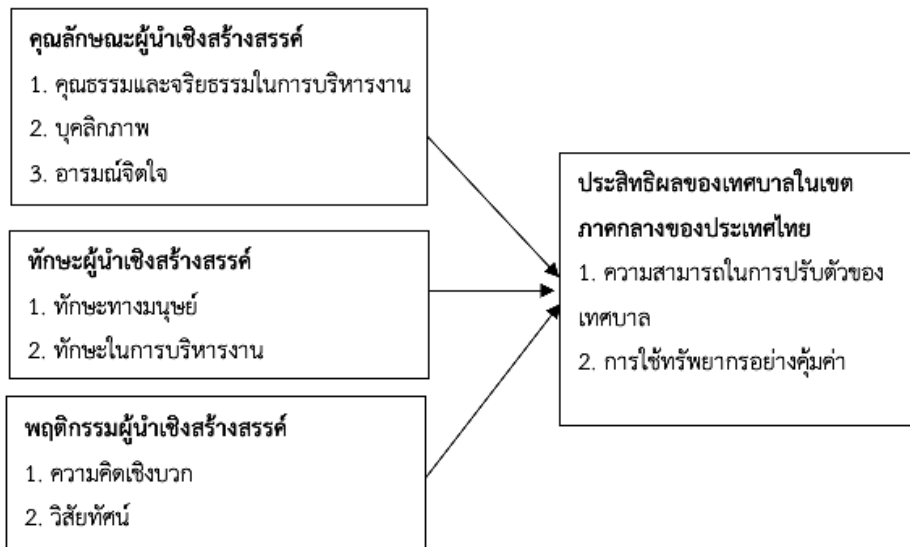 คุณลักษณะผู้นำเชิงสร้างสรรค์
1. คุณธรรมและจริยธรรมในการบริหารงาน
2. บุคลิกภาพ
3. อารมณ์จิตใจ
ทักษะผู้นำเชิงสร้างสรรค์
1. ทักษะทางมนุษย์
2. ทักษะในการบริหารงาน
พฤติกรรมผู้นำเชิงสร้างสรรค์
1. ความคิดเชิงบวก
2. วิสัยทัศน์
ประสิทธิผลของเทศบาลในเขต
ภาคกลางของประเทศไทย
1. ความสามารถในการปรับตัวของ
เทศบาล
2. การใช้ทรัพยากรอย่างคุ้มค่า